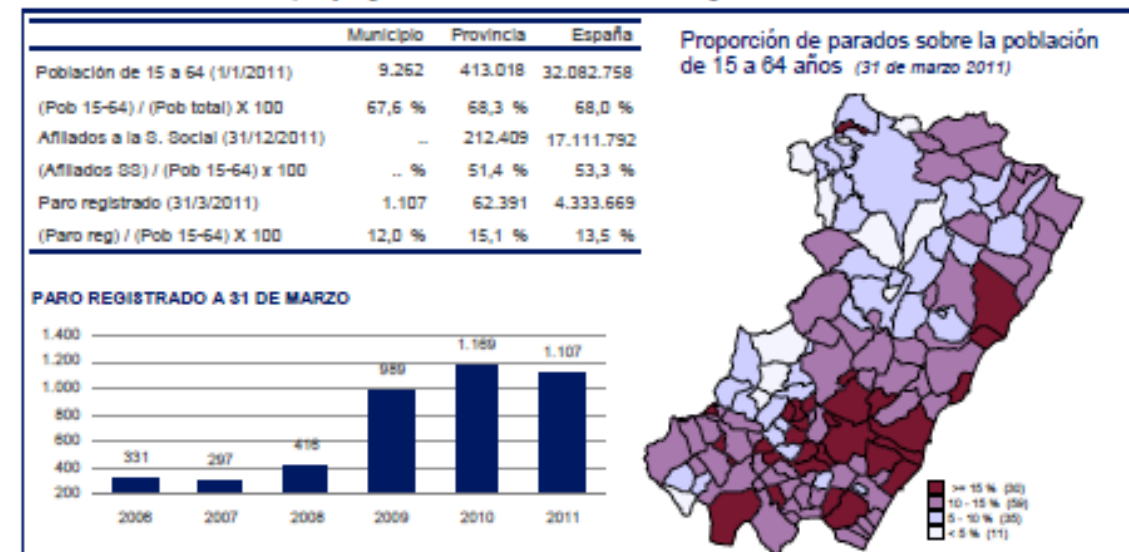 Municipio Provincia España
Población de 15 a 64 (1/1/2011) 9.262 413.018 32.082.758
(Pob 15-64) / (Pob total) X 100 67,6 % 68,3 % 68,0 %
Afiliados a la S. Social (31/12/2011) .. 212.409 17.111.792
(Afiliados SS) / (Pob 15-64) x 100 .. % 51,4 % 53,3 %
Paro registrado (31/3/2011) 1.107 62.391 4.333.669
(Paro reg) / (Pob 15-64) X 100 12,0 % 15,1 % 13,5 %
PARO REGISTRADO A 31 DE MARZO
1.400
1.200
1.000
800
600
400
200
331 297 416 989 1.169 1.107
2006 2007 2008 2009 2010 2011
Proporción de parados sobre la población
de 15 a 64 años (31 de marzo 2011)
>= 15 % (30)
10 - 15 % (59)
5 - 10 % (35)
< 5 % (11)